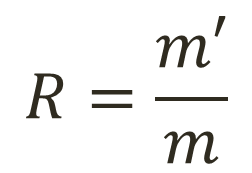 R = m′/m